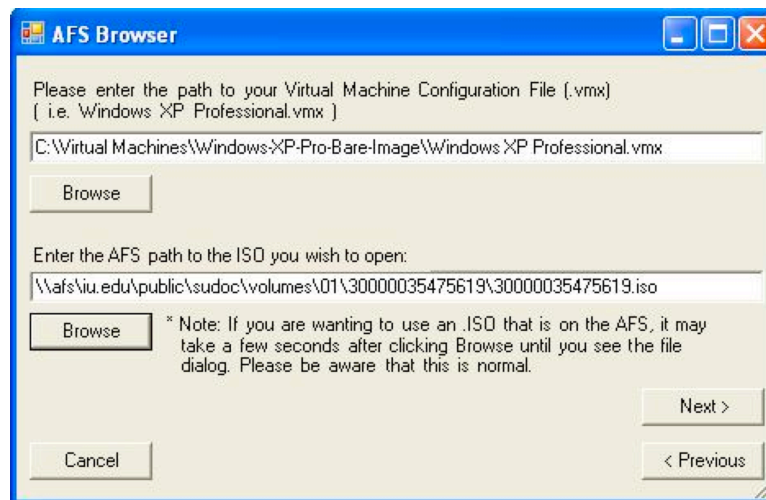 AFS Browser
Please enter the path to your Virtual Machine Configuration File (.vmx)
( i.e. Windows XP Professional.vmx )
C:\Virtual Machines\Windows-XP-Pro-Bare-Image\Windows XP Professional.vmx
Browse
Enter the AFS path to the ISO you wish to open:
\\afs\iu.edu\public\sudoc\volumes\01\30000035475619\30000035475619.iso
Browse
* Note: If you are wanting to use an .ISO that is on the AFS, it may
take a few seconds after clicking Browse until you see the file
dialog. Please be aware that this is normal.
Next >
Cancel
< Previous